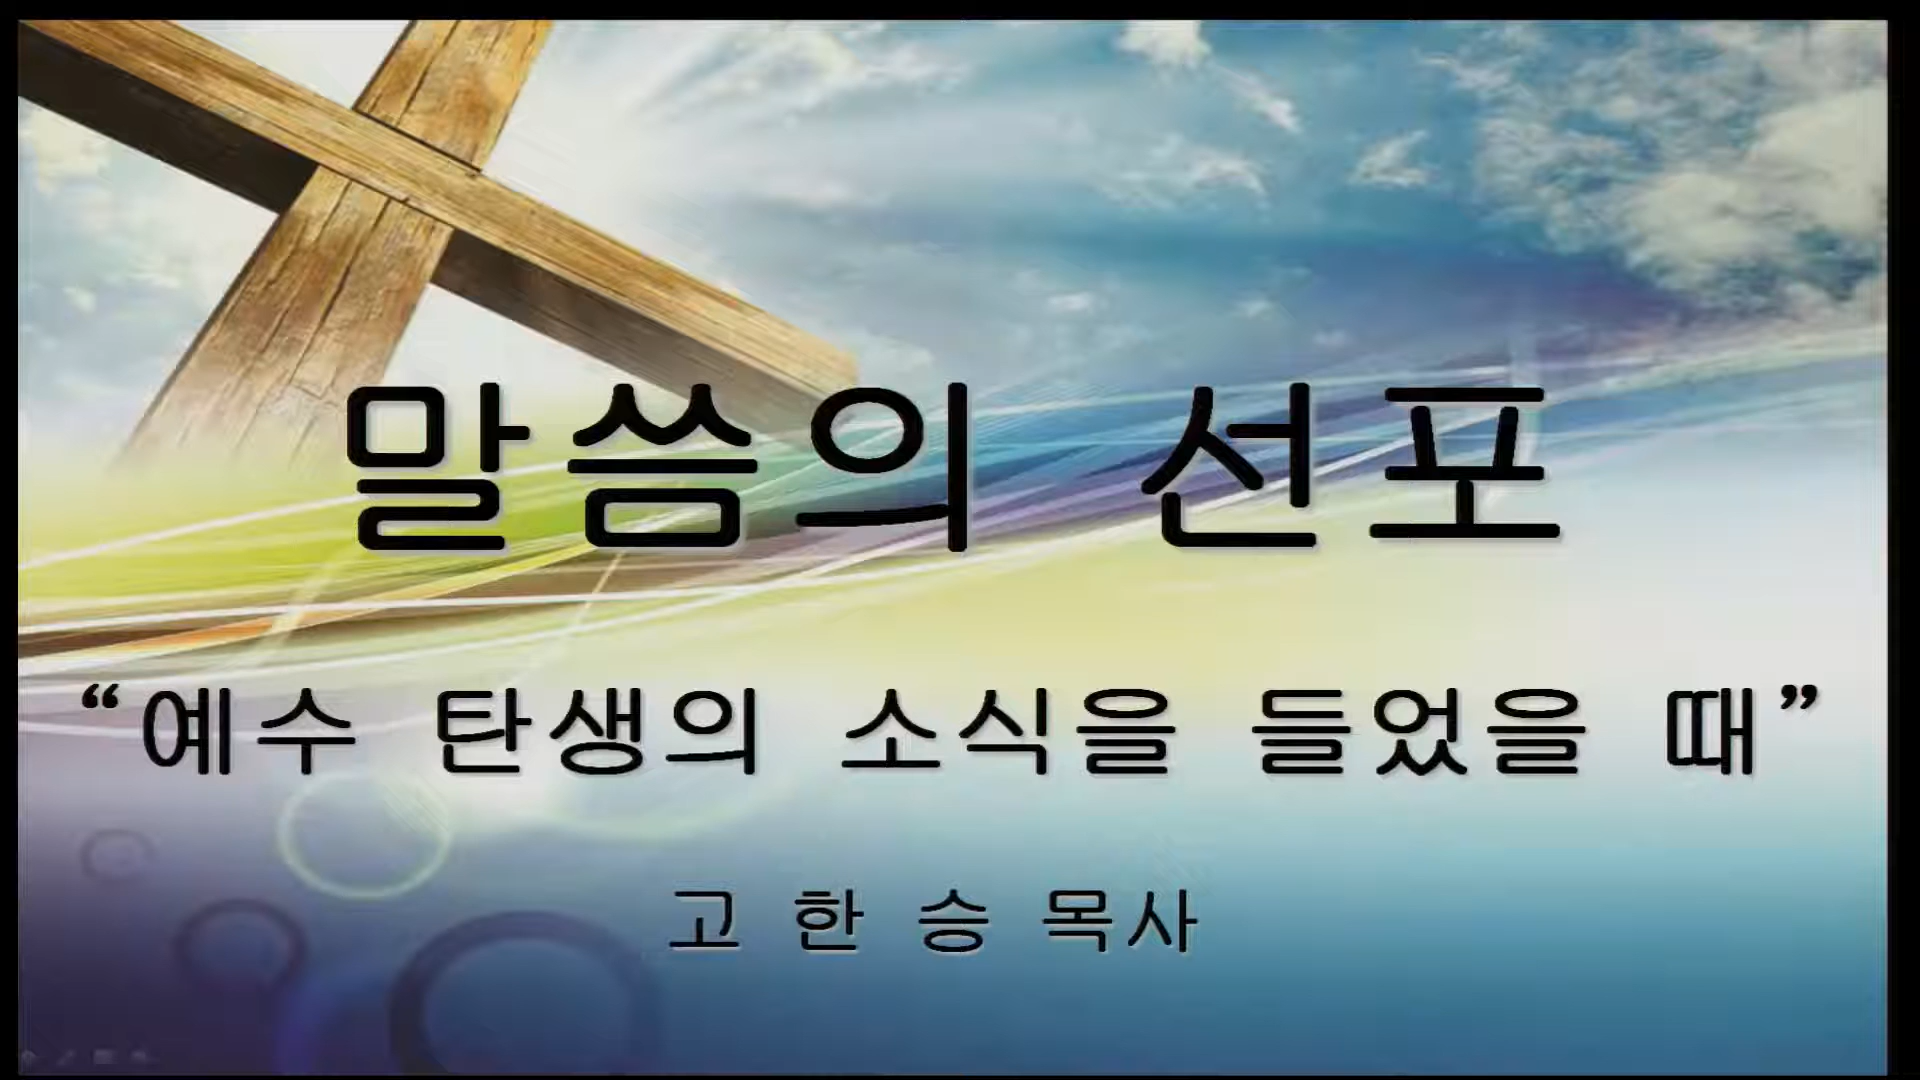 말씀의 선포
“예수 탄생의 소식을 들었을 때”
고 한 승 목사